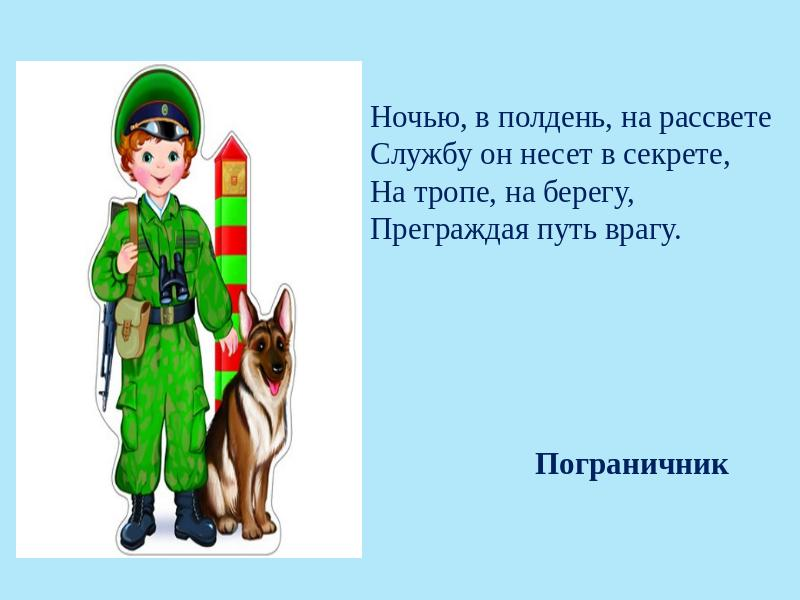 Ночью, в полдень, на рассвете
Службу он несет в секрете,
На тропе, на берегу,
Преграждая путь врагу.
Пограничник